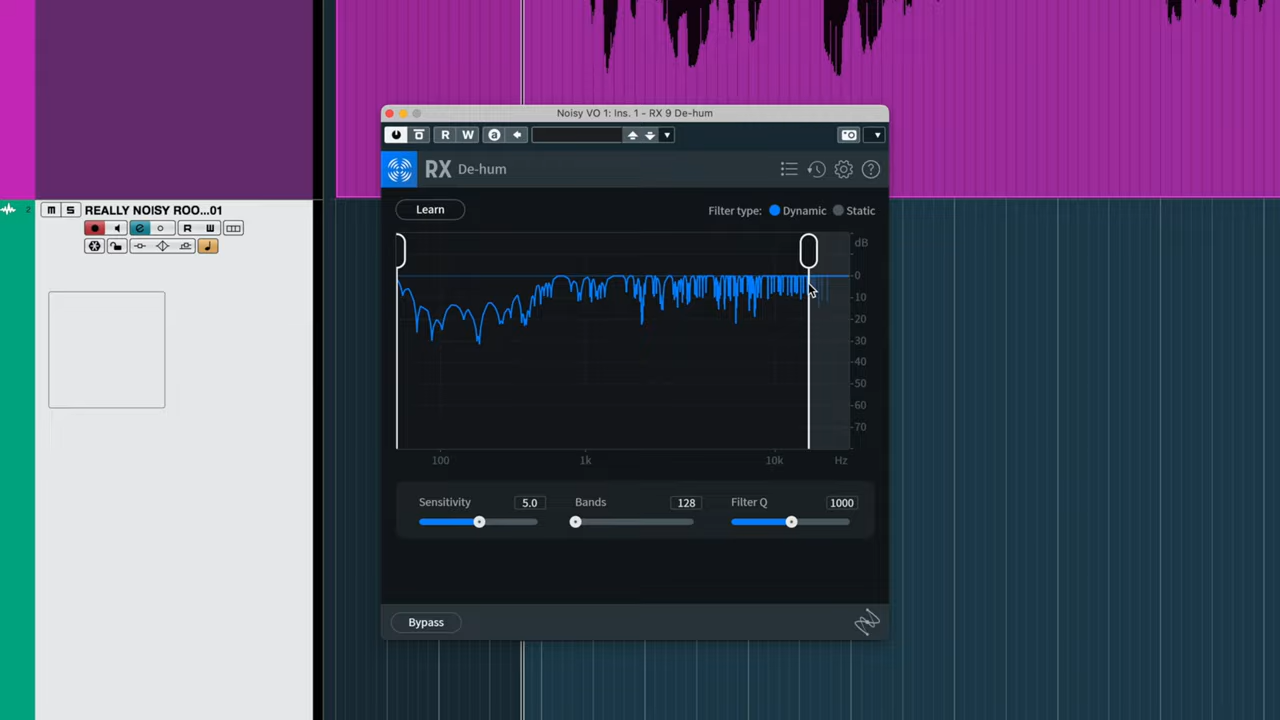 Noisy VO 1: Ins. 1 - RX 9 De-hum
R W a
RX De-hum
2 m S REALLY NOISY ROO...01
e R W
Learn
Filter type: Dynamic Static
dB
0
10
20
30
40
50
60
70
100 1k 10k Hz
Sensitivity 5.0 Bands 128 Filter Q 1000
Bypass